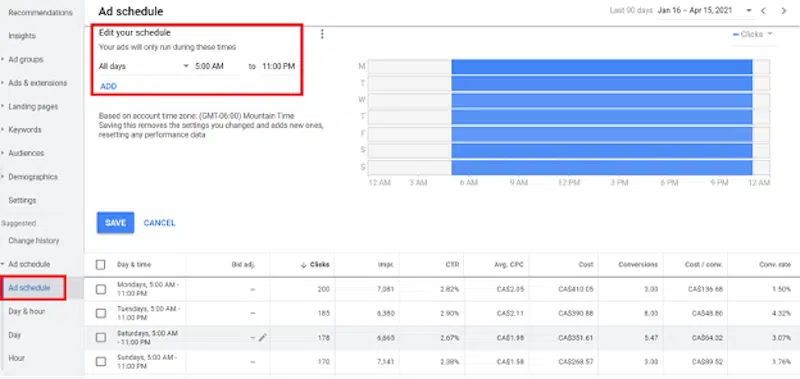 Recommendations
Insights
Ad groups
Ads & extensions
Landing pages
Keywords
Audiences
Demographics
Settings
Suggested
Change history
Ad schedule
Ad schedule
Day & hour
Day
Hour
Ad schedule
Last 90 days Jan 16 – Apr 15, 2021
Edit your schedule
Your ads will only run during these times
All days 5:00 AM to 11:00 PM
ADD
Based on account time zone: (GMT-06:00) Mountain Time
Saving this removes the settings you changed and adds new ones,
resetting any performance data
Clicks
M
T
W
T
F
S
S
12 AM 3 AM 6 AM 9 AM 12 PM 3 PM 6 PM 9 PM 12 AM
SAVE CANCEL
Day & time Bid adj. Clicks Impr. CTR Avg. CPC Cost Conversions Cost / conv. Conv. rate
Mondays, 5:00 AM - 11:00 PM – 200 7,081 2.82% CA$2.05 CA$410.05 3.00 CA$136.68 1.50%
Tuesdays, 5:00 AM - 11:00 PM – 185 6,380 2.90% CA$2.11 CA$390.88 8.00 CA$48.86 4.32%
Saturdays, 5:00 AM - 11:00 PM – 178 6,665 2.67% CA$1.98 CA$351.61 5.47 CA$64.32 3.07%
Sundays, 5:00 AM - 11:00 PM – 170 7,141 2.38% CA$1.58 CA$268.57 3.00 CA$89.52 1.76%